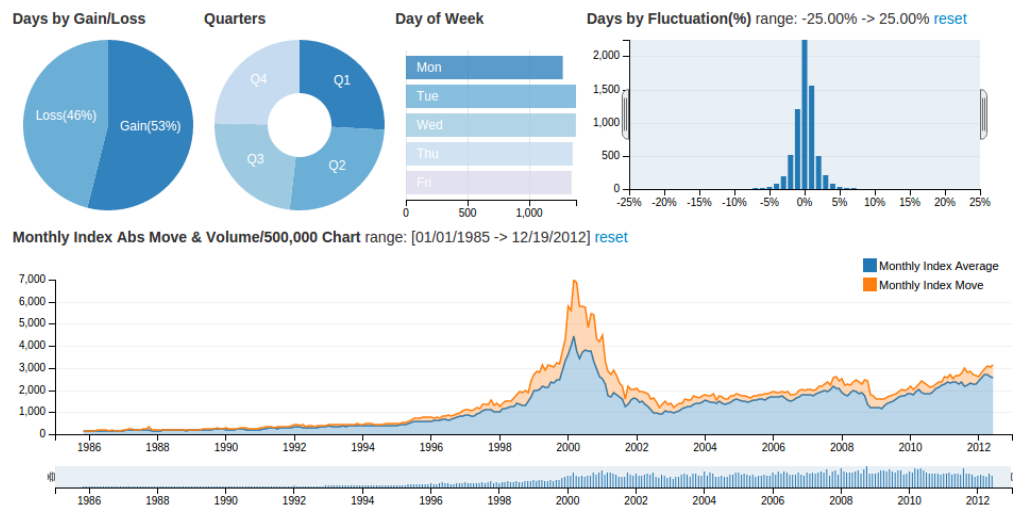 Days by Gain/Loss
Loss(46%)
Gain(53%)
Quarters
Q4
Q1
Q3
Q2
Day of Week
Mon
Tue
Wed
Thu
Fri
0 500 1,000
Days by Fluctuation(%) range: -25.00% -> 25.00% reset
2,000
1,500
1,000
500
0
-25% -20% -15% -10% -5% 0% 5% 10% 15% 20% 25%
Monthly Index Abs Move & Volume/500,000 Chart range: [01/01/1985 -> 12/19/2012] reset
Monthly Index Average
Monthly Index Move
7,000
6,000
5,000
4,000
3,000
2,000
1,000
0
1986 1988 1990 1992 1994 1996 1998 2000 2002 2004 2006 2008 2010 2012
1986 1988 1990 1992 1994 1996 1998 2000 2002 2004 2006 2008 2010 2012